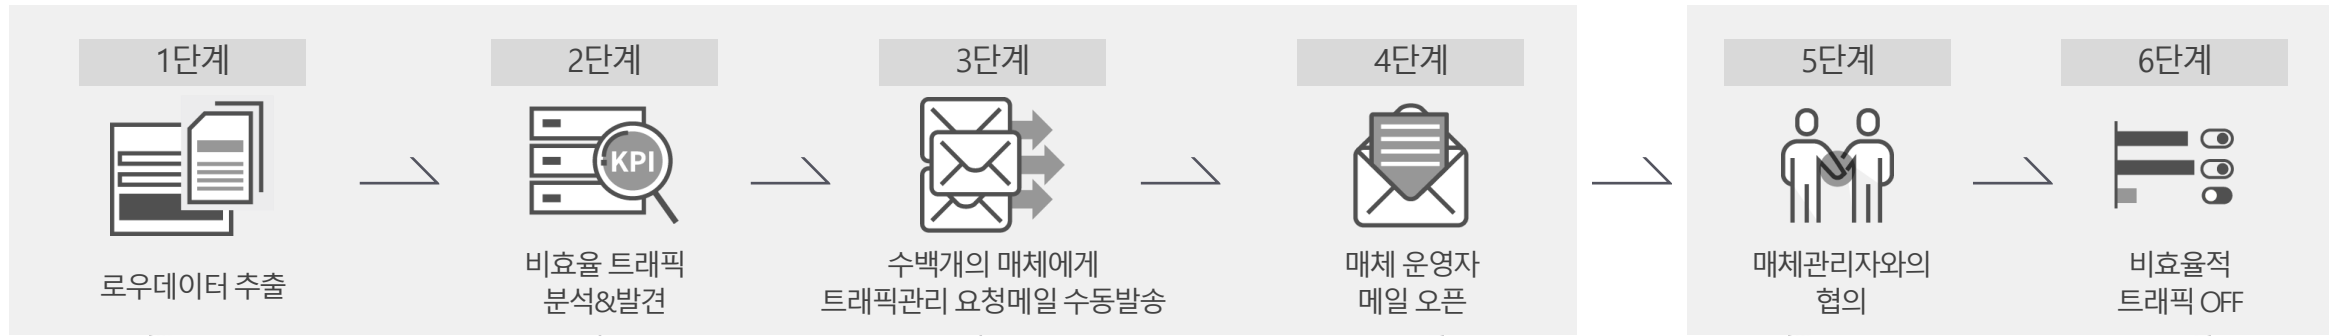 1단계
로우데이터 추출
2단계
KPI
비효율 트래픽
분석&발견
3단계
수백개의 매체에게
트래픽관리 요청메일 수동발송
4단계
매체 운영자
메일 오픈
5단계
매체관리자와의
협의
6단계
비효율적
트래픽 OFF